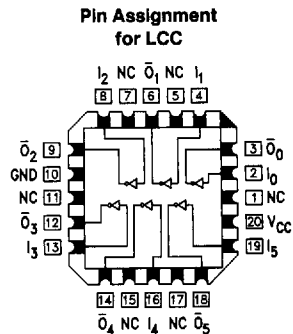 Pin Assignment
for LCC
I₂ NC Ō₁ NC I₁
8 7 6 5 4
Ō₂ 9
GND 10
NC 11
Ō₃ 12
I₃ 13
3 Ō₀
2 I₀
1 NC
20 VCC
19 I₅
14 15 16 17 18
Ō₄ NC I₄ NC Ō₅